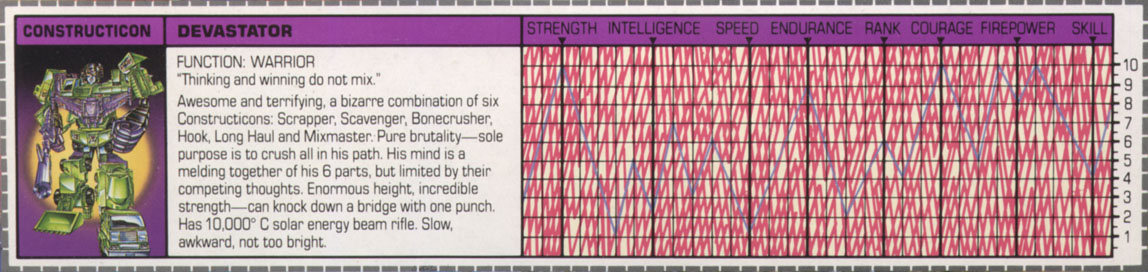 CONSTRUCTICON
DEVASTATOR
FUNCTION: WARRIOR
“Thinking and winning do not mix.”
Awesome and terrifying, a bizarre combination of six
Constructicons: Scrapper, Scavenger, Bonecrusher,
Hook, Long Haul and Mixmaster. Pure brutality—sole
purpose is to crush all in his path. His mind is a
melding together of his 6 parts, but limited by their
competing thoughts. Enormous height, incredible
strength—can knock down a bridge with one punch.
Has 10,000° C solar energy beam rifle. Slow,
awkward, not too bright.
STRENGTH INTELLIGENCE SPEED ENDURANCE RANK COURAGE FIREPOWER SKILL
10
9
8
7
6
5
4
3
2
1